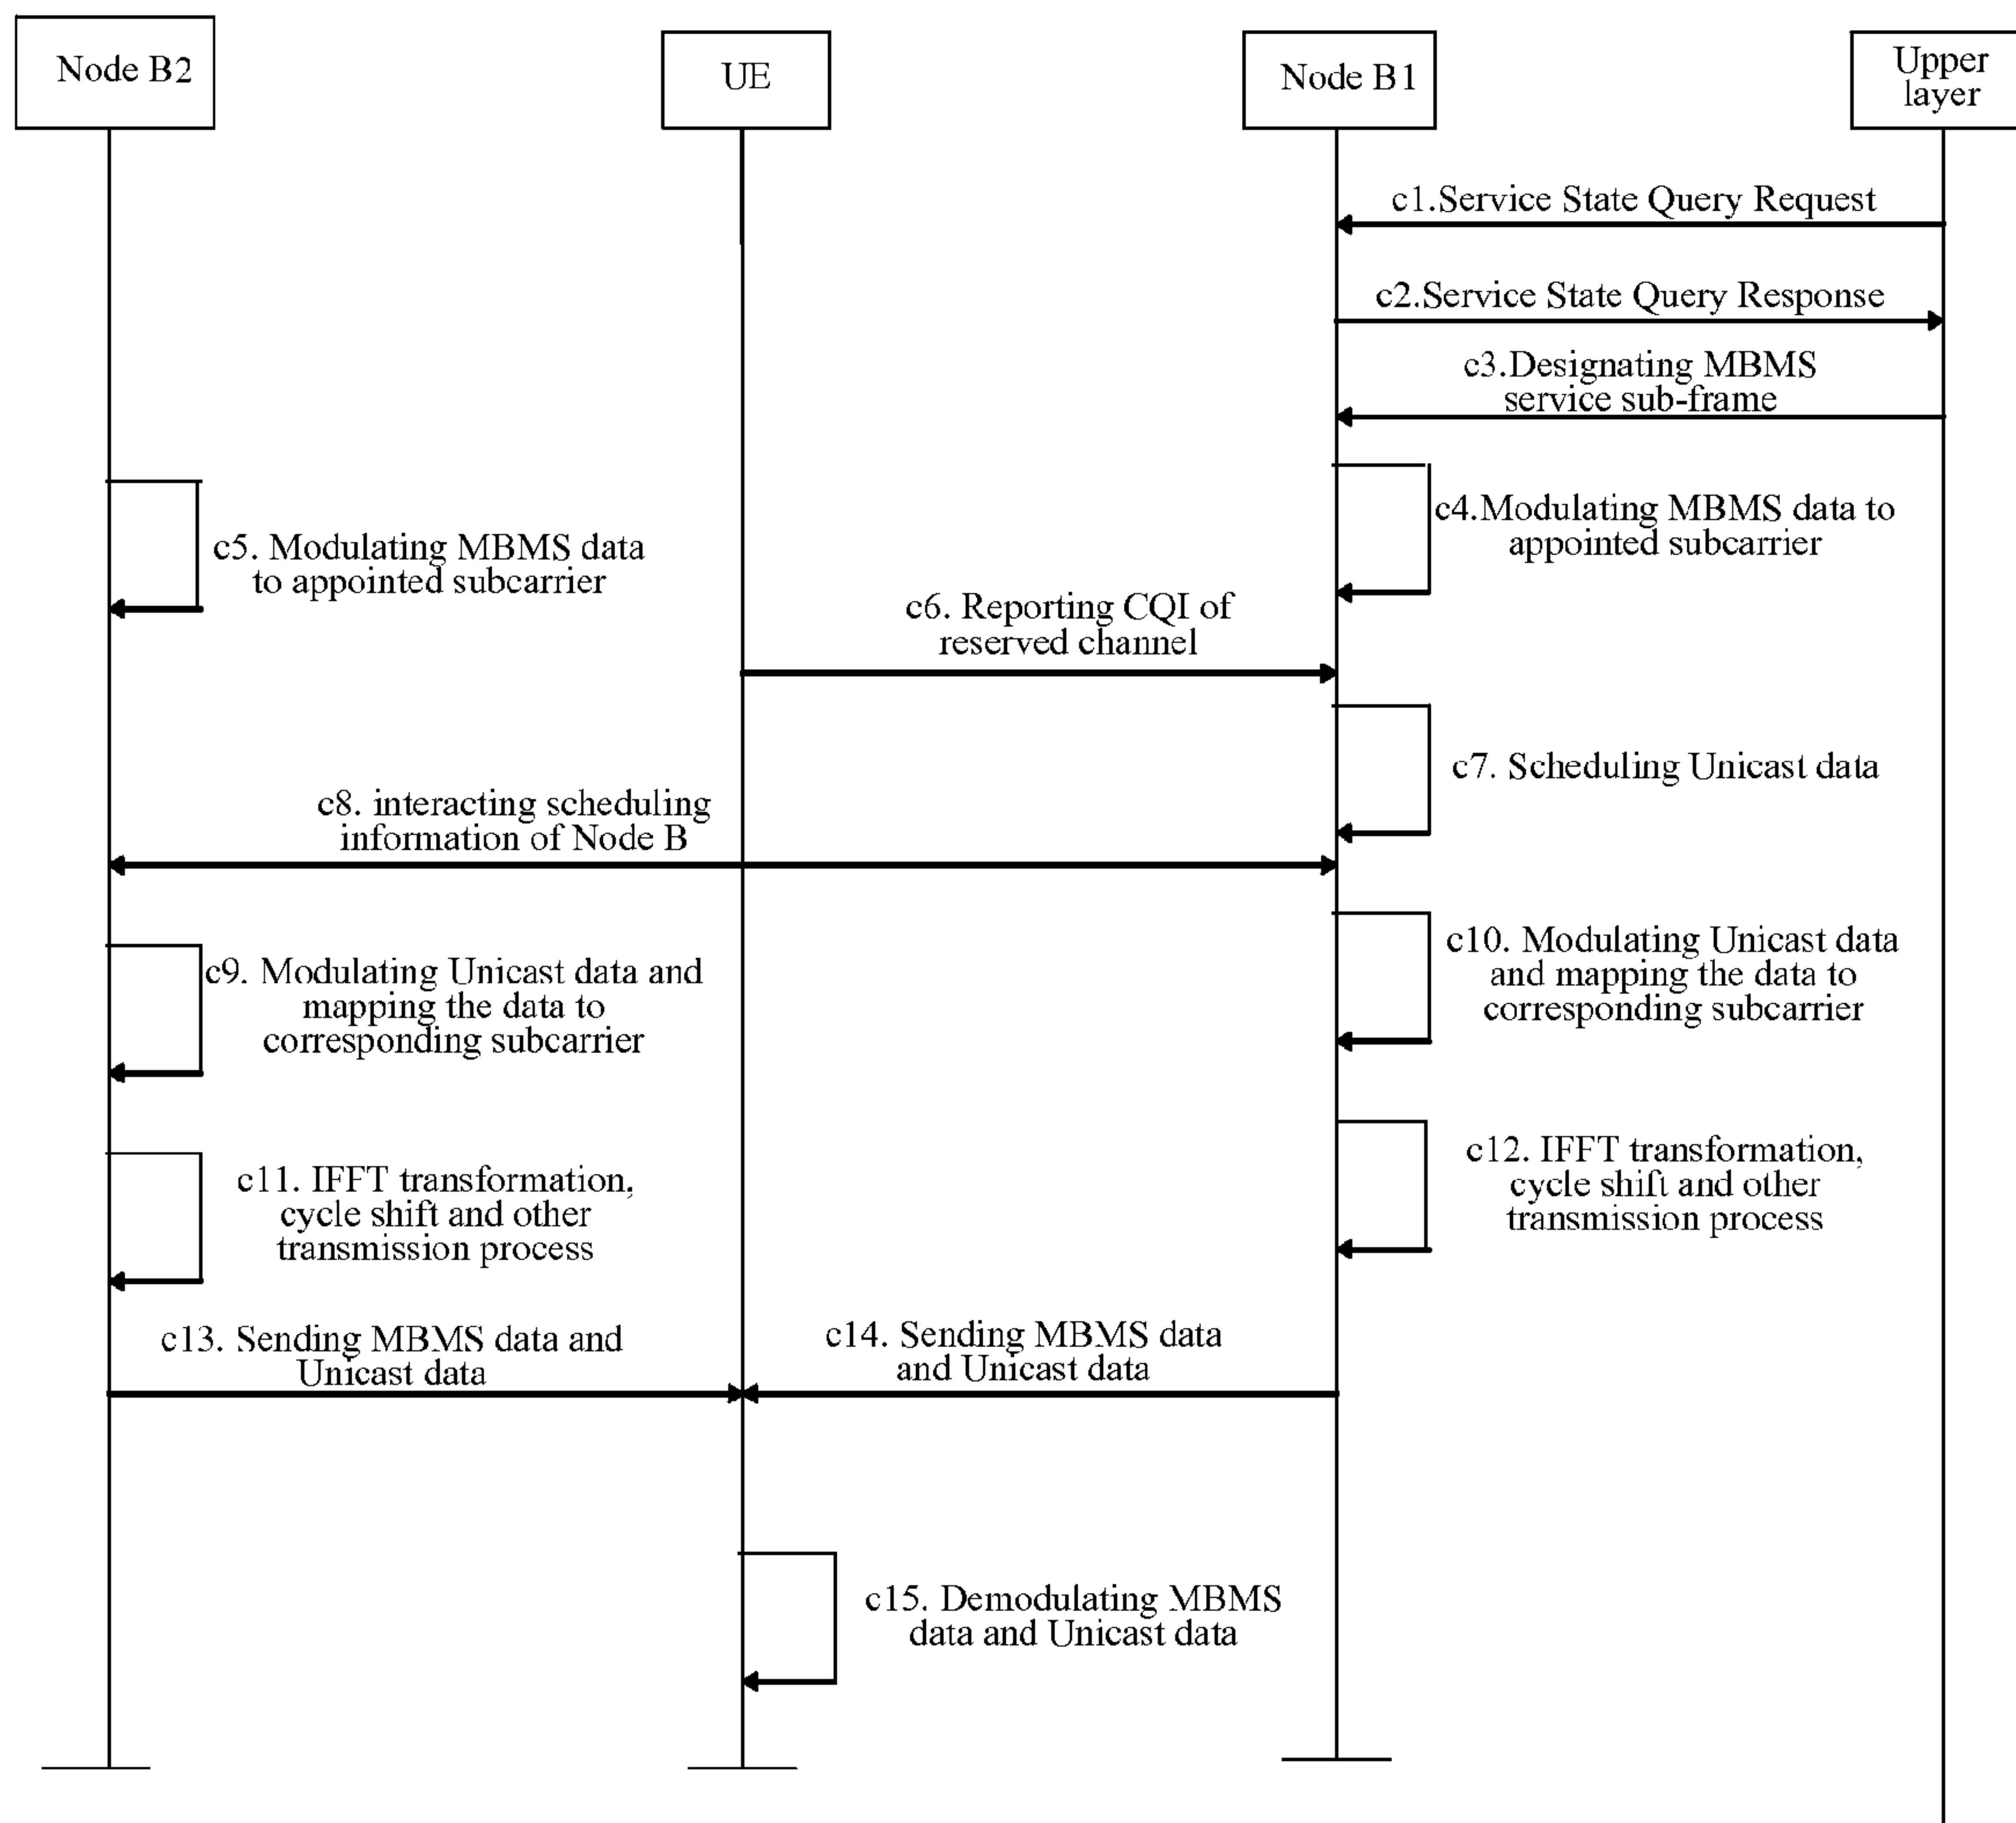 Node B2
UE
Node B1
Upper
layer
c1.Service State Query Request
c2.Service State Query Response
c3.Designating MBMS
service sub-frame
c4.Modulating MBMS data to
appointed subcarrier
c5. Modulating MBMS data
to appointed subcarrier
c6. Reporting CQI of
reserved channel
c7. Scheduling Unicast data
c8. interacting scheduling
information of Node B
c9. Modulating Unicast data and
mapping the data to
corresponding subcarrier
c10. Modulating Unicast data
and mapping the data to
corresponding subcarrier
c11. IFFT transformation,
cycle shift and other
transmission process
c12. IFFT transformation,
cycle shift and other
transmission process
c13. Sending MBMS data and
Unicast data
c14. Sending MBMS data
and Unicast data
c15. Demodulating MBMS
data and Unicast data